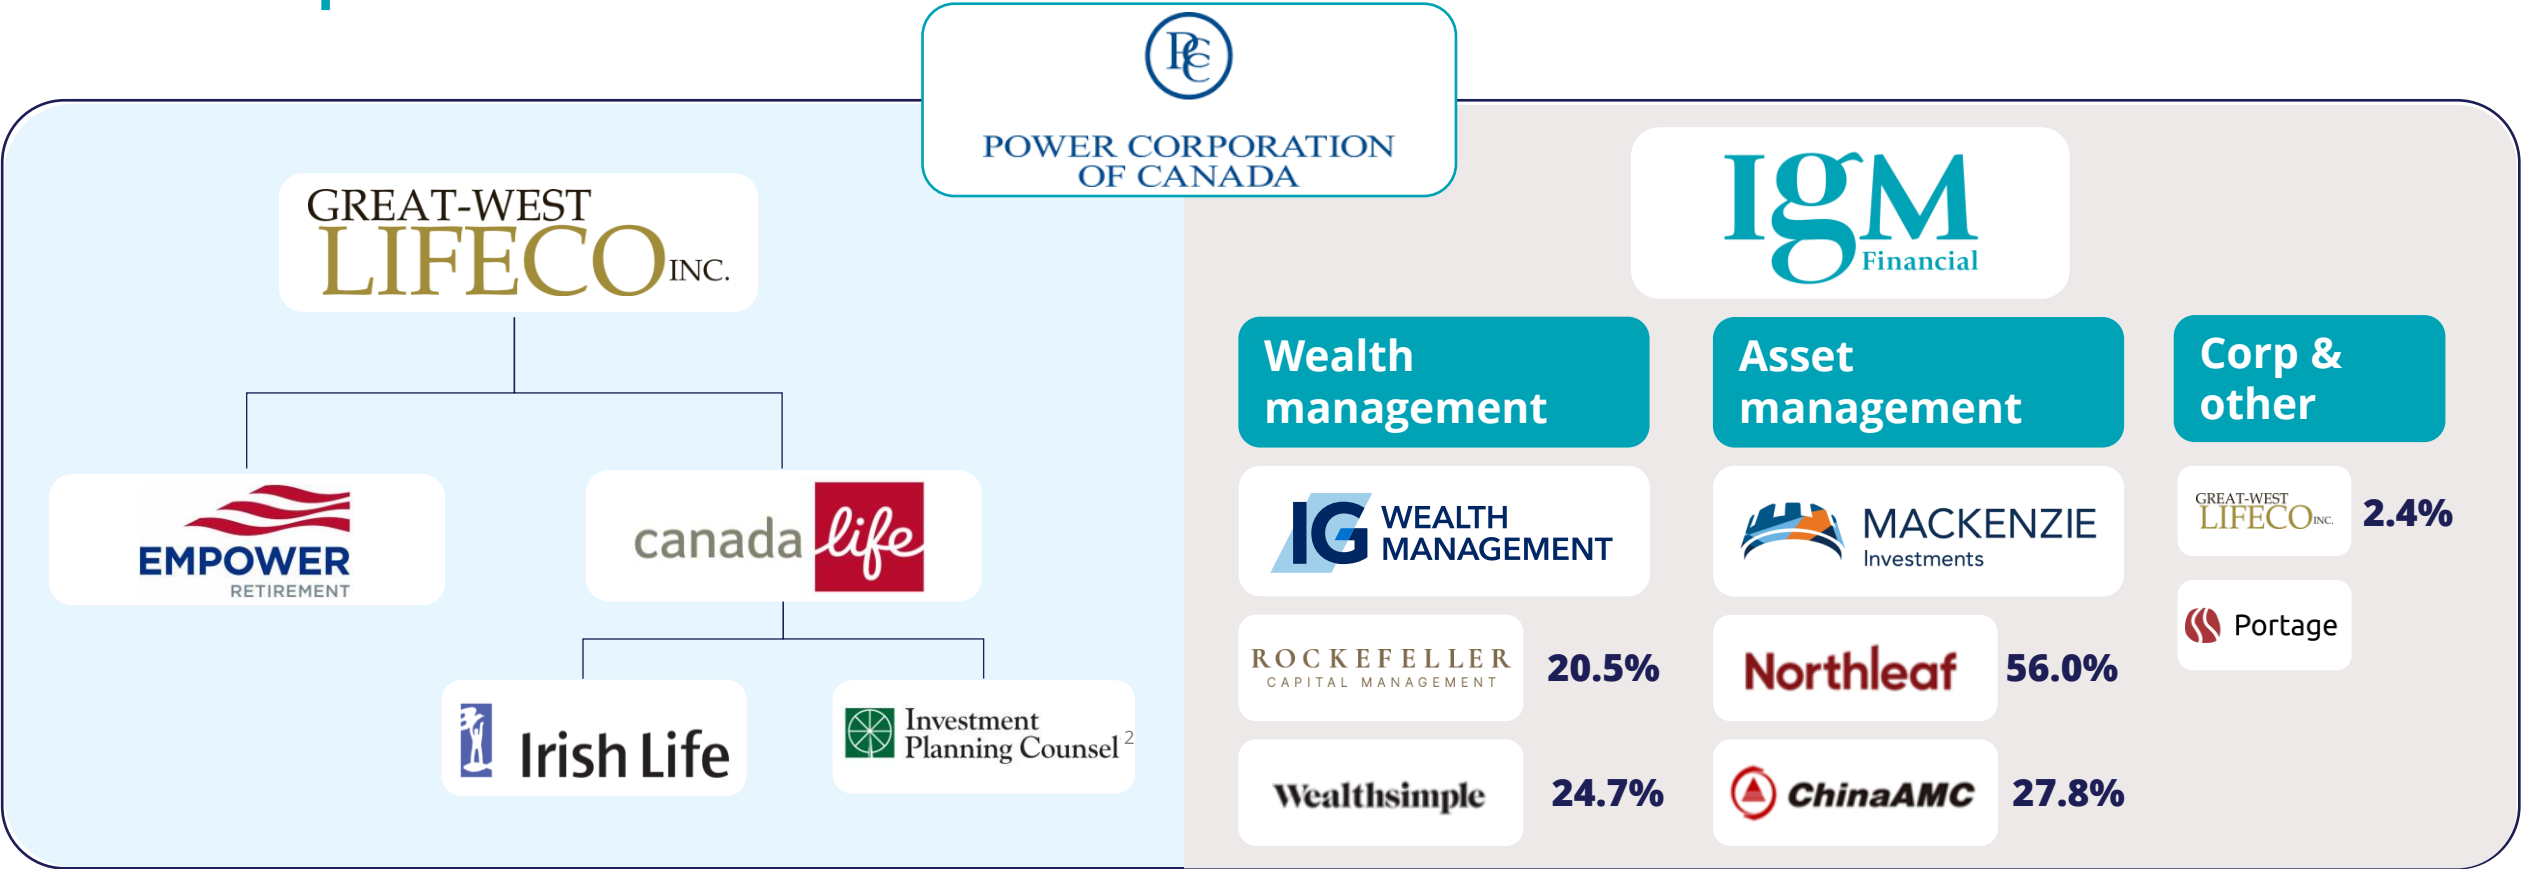 PCC
POWER CORPORATION
OF CANADA
GREAT-WEST
LIFECO INC.
EMPOWER
RETIREMENT
canada life
Irish Life
Investment
Planning Counsel 2
IGM
Financial
Wealth
management
IG WEALTH
MANAGEMENT
ROCKEFELLER
CAPITAL MANAGEMENT
20.5%
Wealthsimple
24.7%
Asset
management
MACKENZIE
Investments
Northleaf
56.0%
ChinaAMC
27.8%
Corp &
other
GREAT-WEST
LIFECO INC.
2.4%
Portage